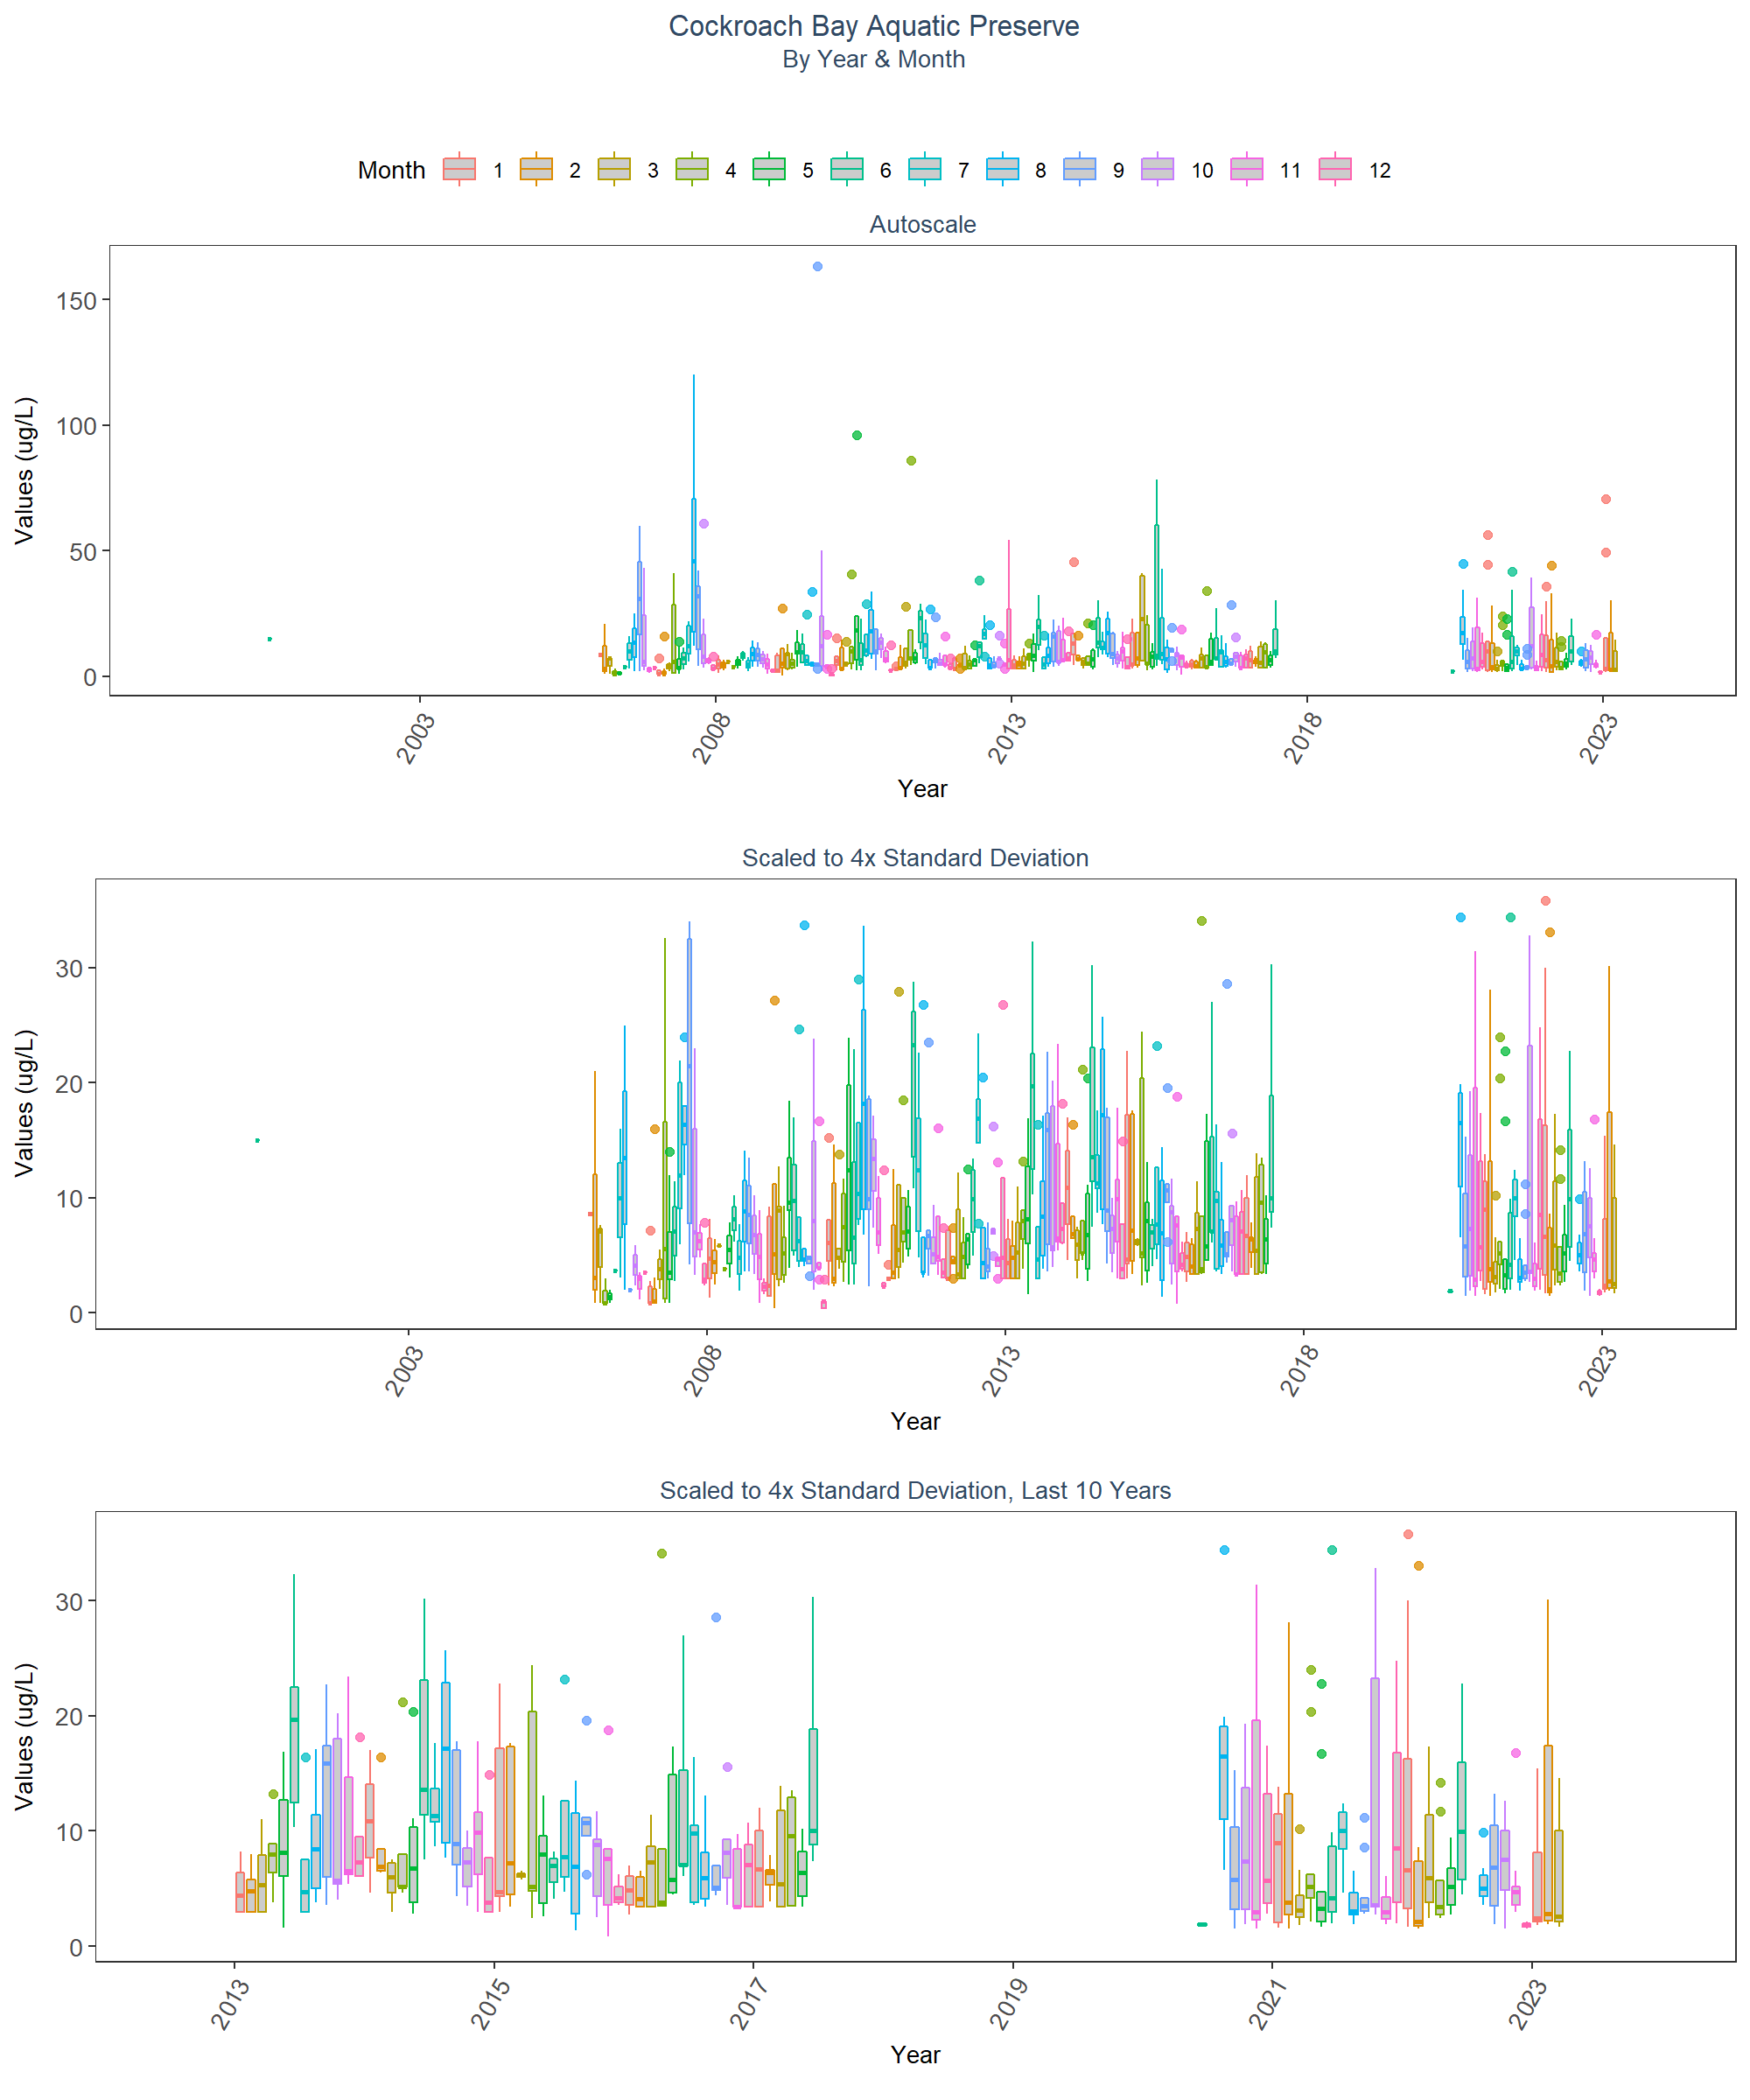 Cockroach Bay Aquatic Preserve
By Year & Month
Month 1 2 3 4 5 6 7 8 9 10 11 12
Autoscale
Values (ug/L)
150
100
50
0
2003 2008 2013 2018 2023
Year
Scaled to 4x Standard Deviation
Values (ug/L)
30
20
10
0
2003 2008 2013 2018 2023
Year
Scaled to 4x Standard Deviation, Last 10 Years
Values (ug/L)
30
20
10
0
2013 2015 2017 2019 2021 2023
Year